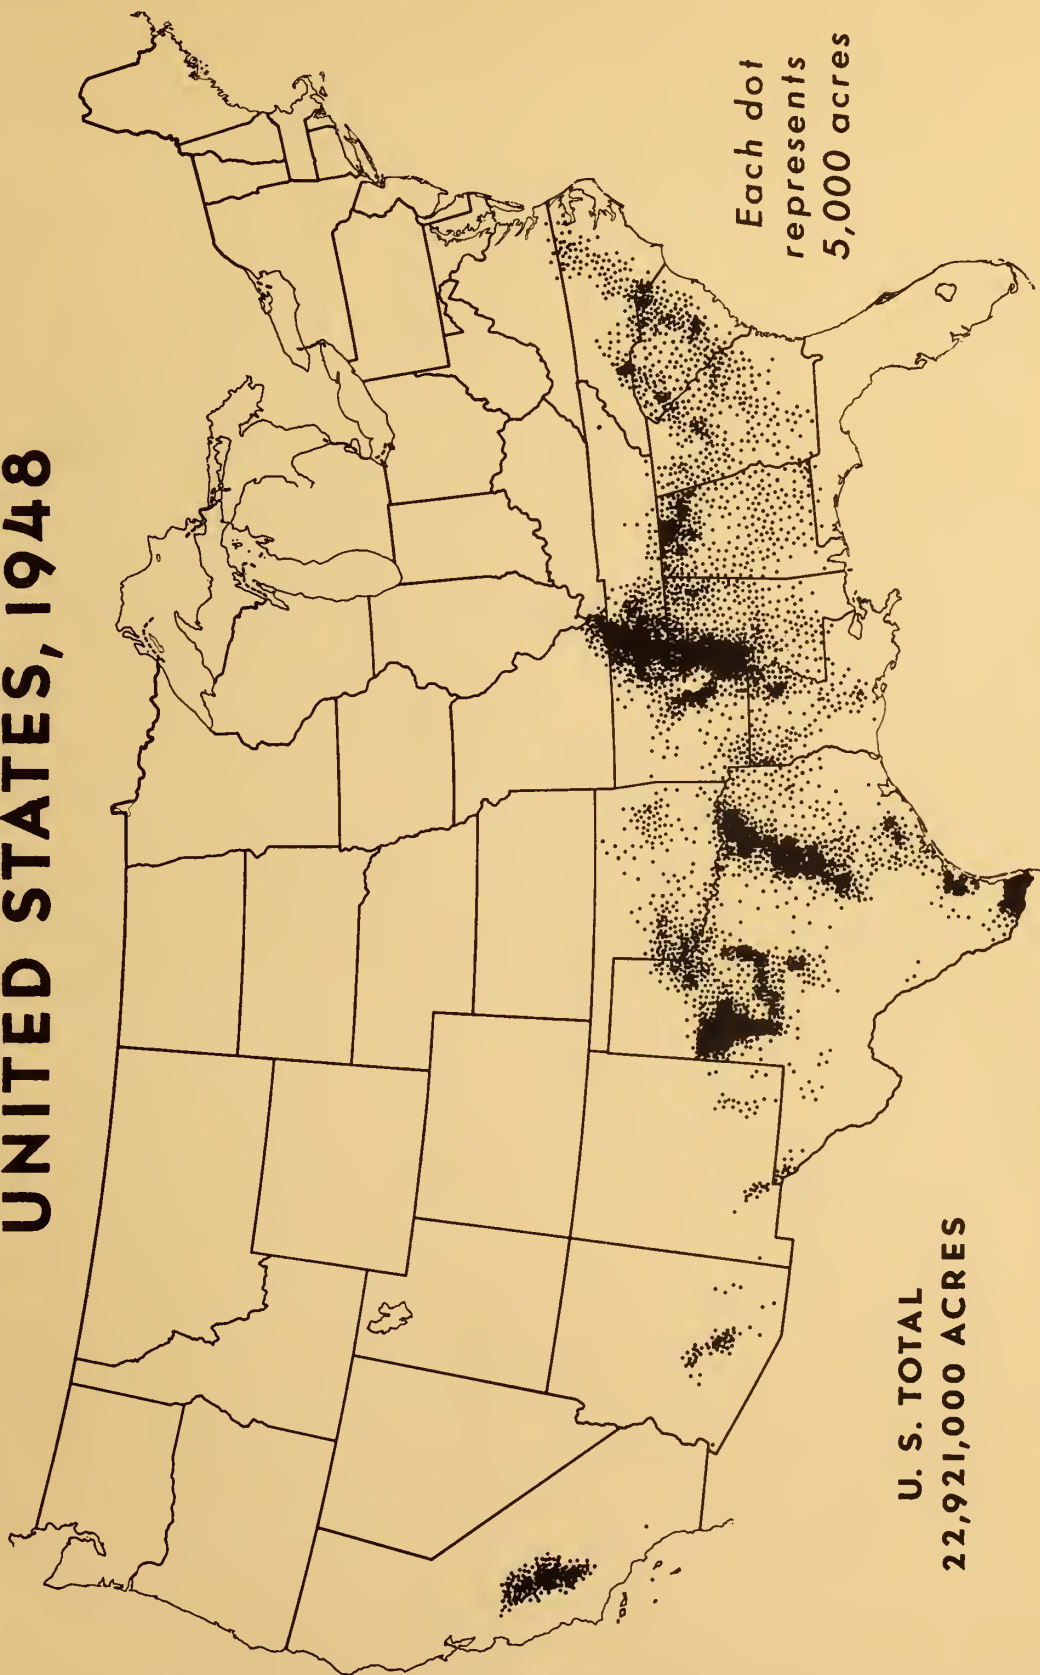 UNITED STATES, 1948
Each dot
represents
5,000 acres
U. S. TOTAL
22,921,000 ACRES